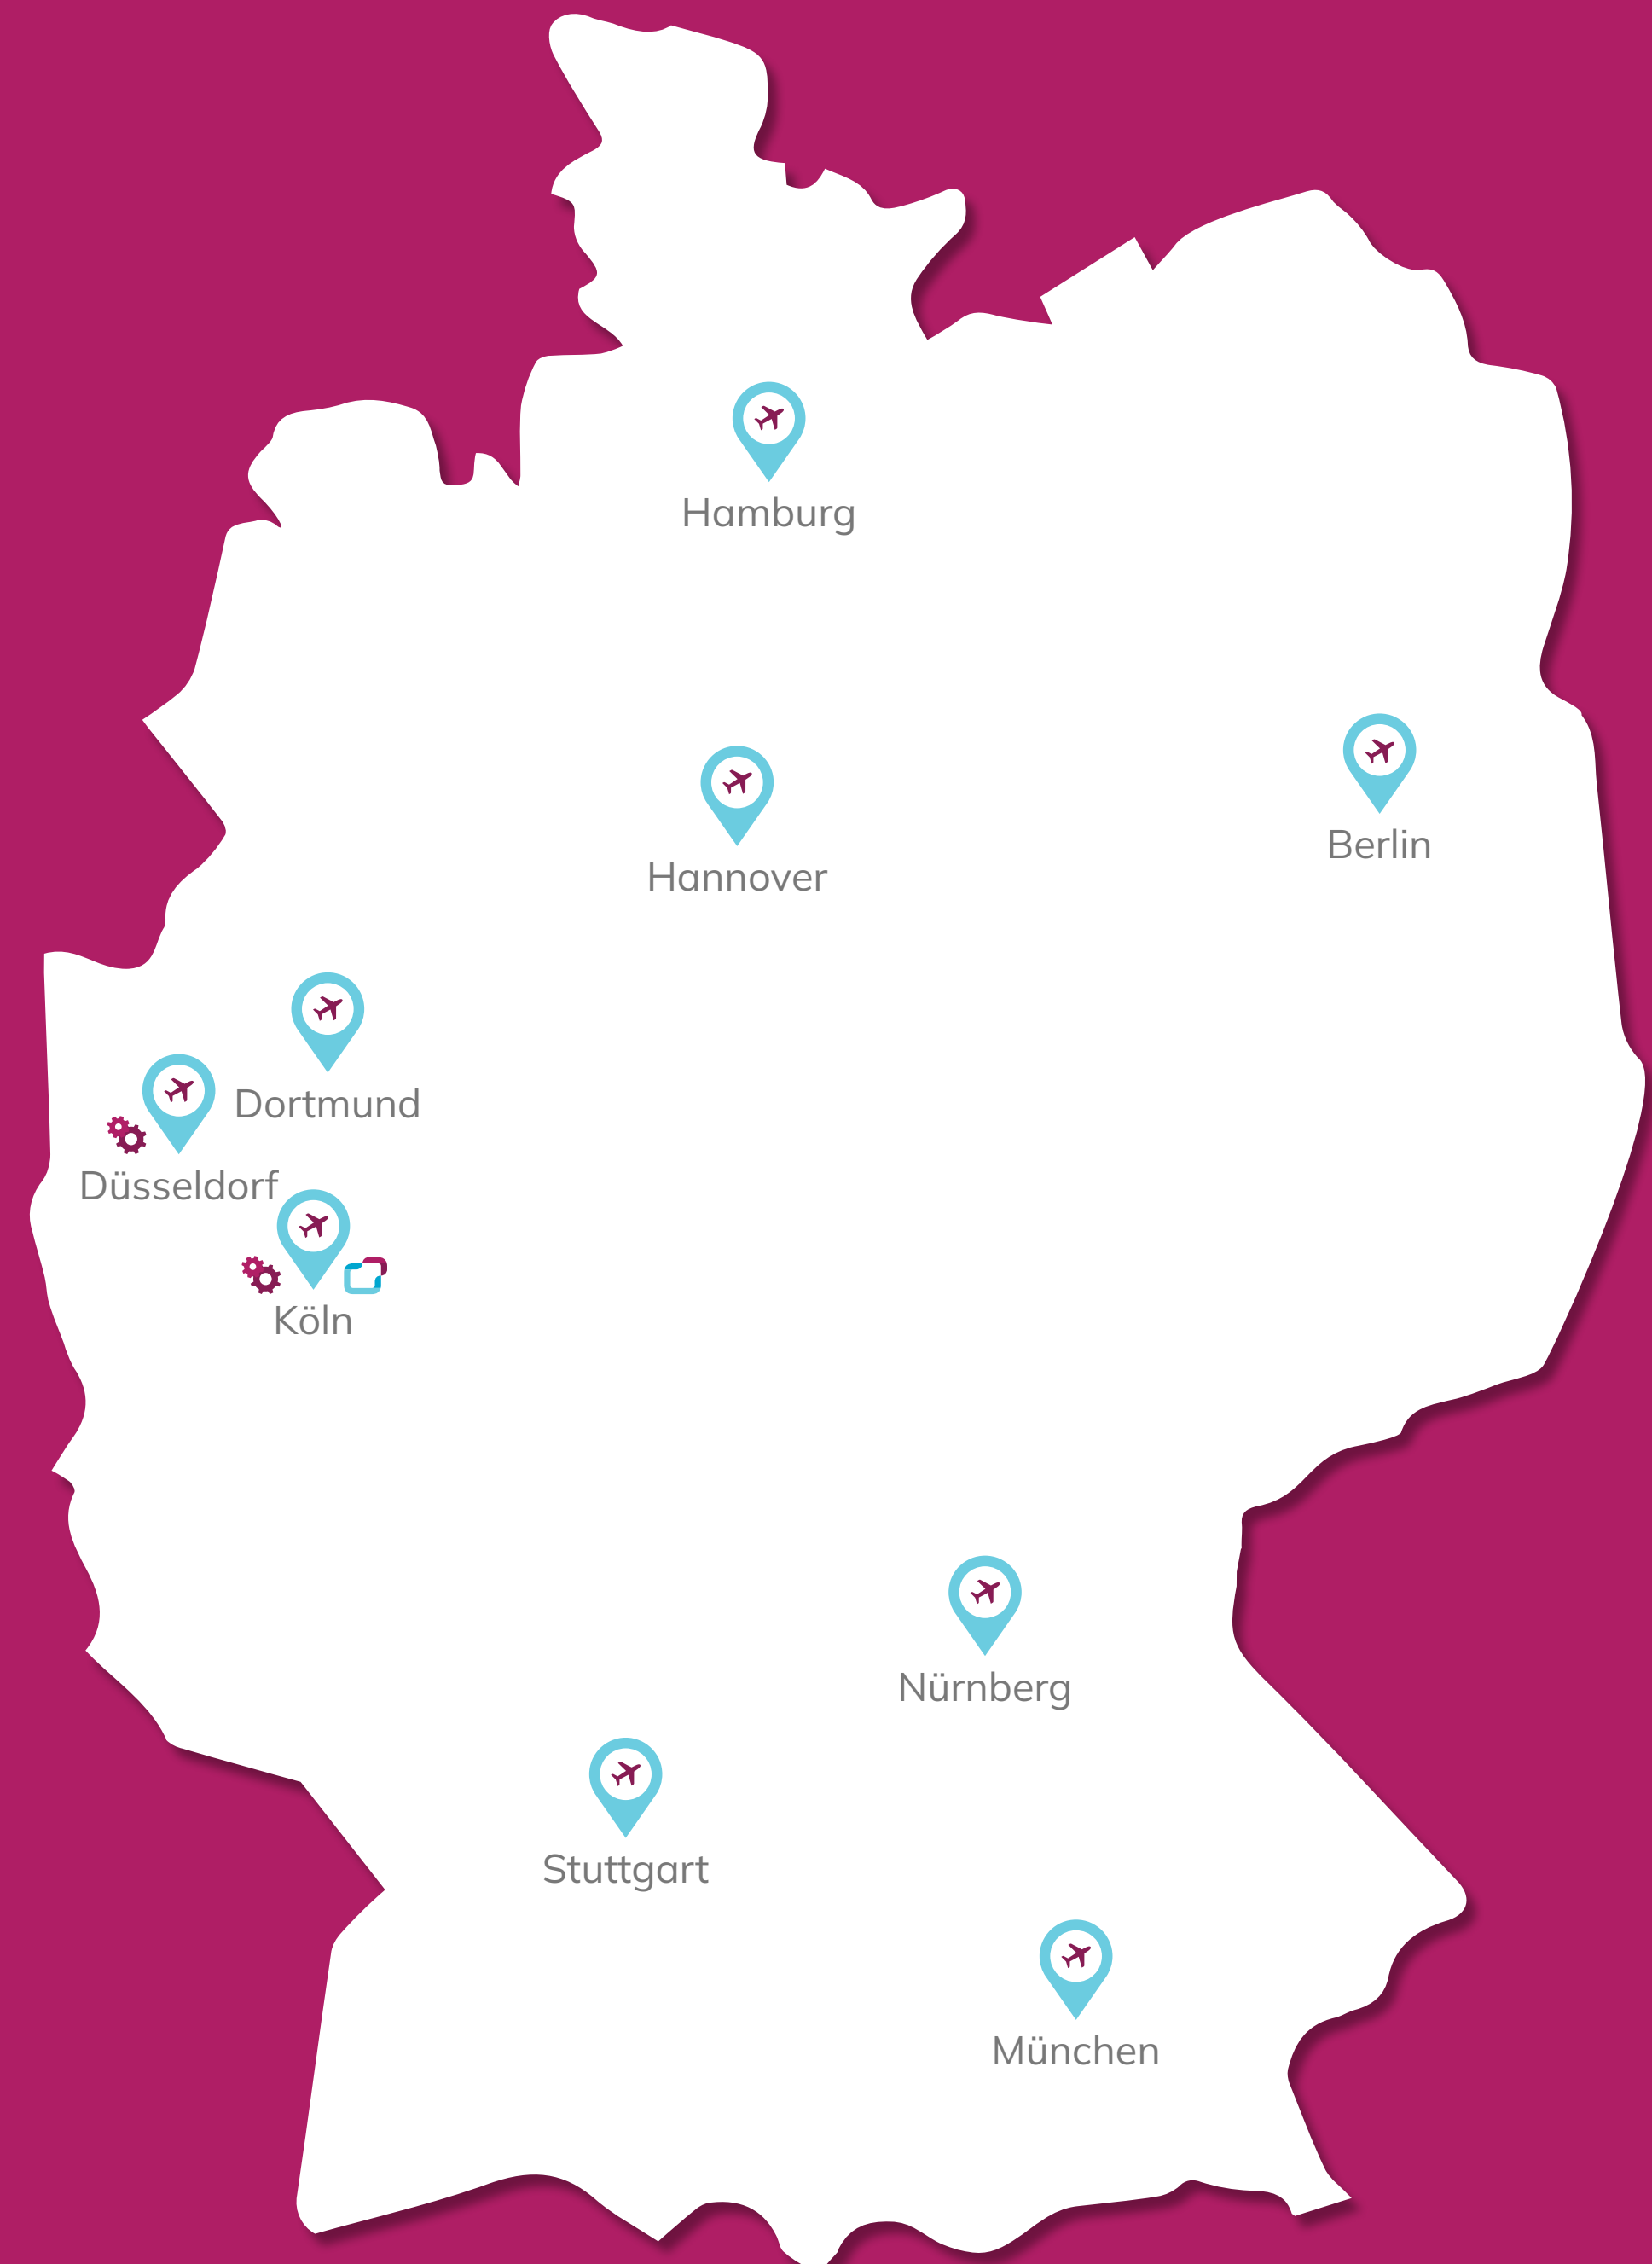 Hamburg
Berlin
Hannover
Dortmund
Düsseldorf
Köln
Nürnberg
Stuttgart
München